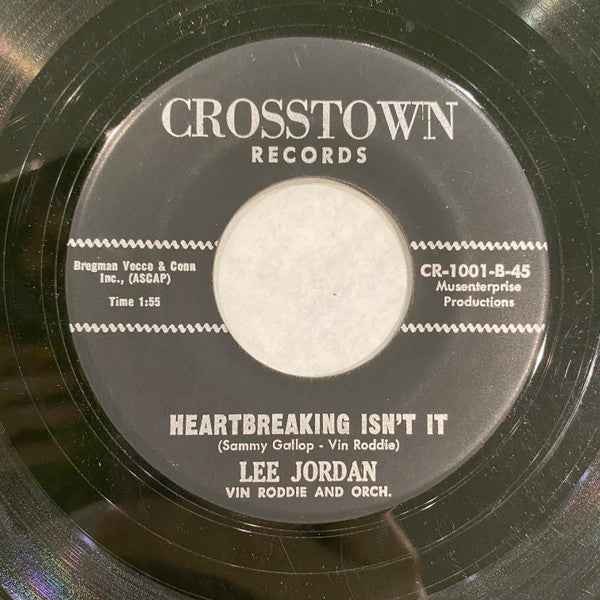 CROSSTOWN
RECORDS
Bregman Vocco & Conn
Inc., (ASCAP)
Time 1:55
CR-1001-B-45
Musenterprise
Productions
HEARTBREAKING ISN'T IT
(Sammy Gallop - Vin Roddie)
LEE JORDAN
VIN RODDIE AND ORCH.